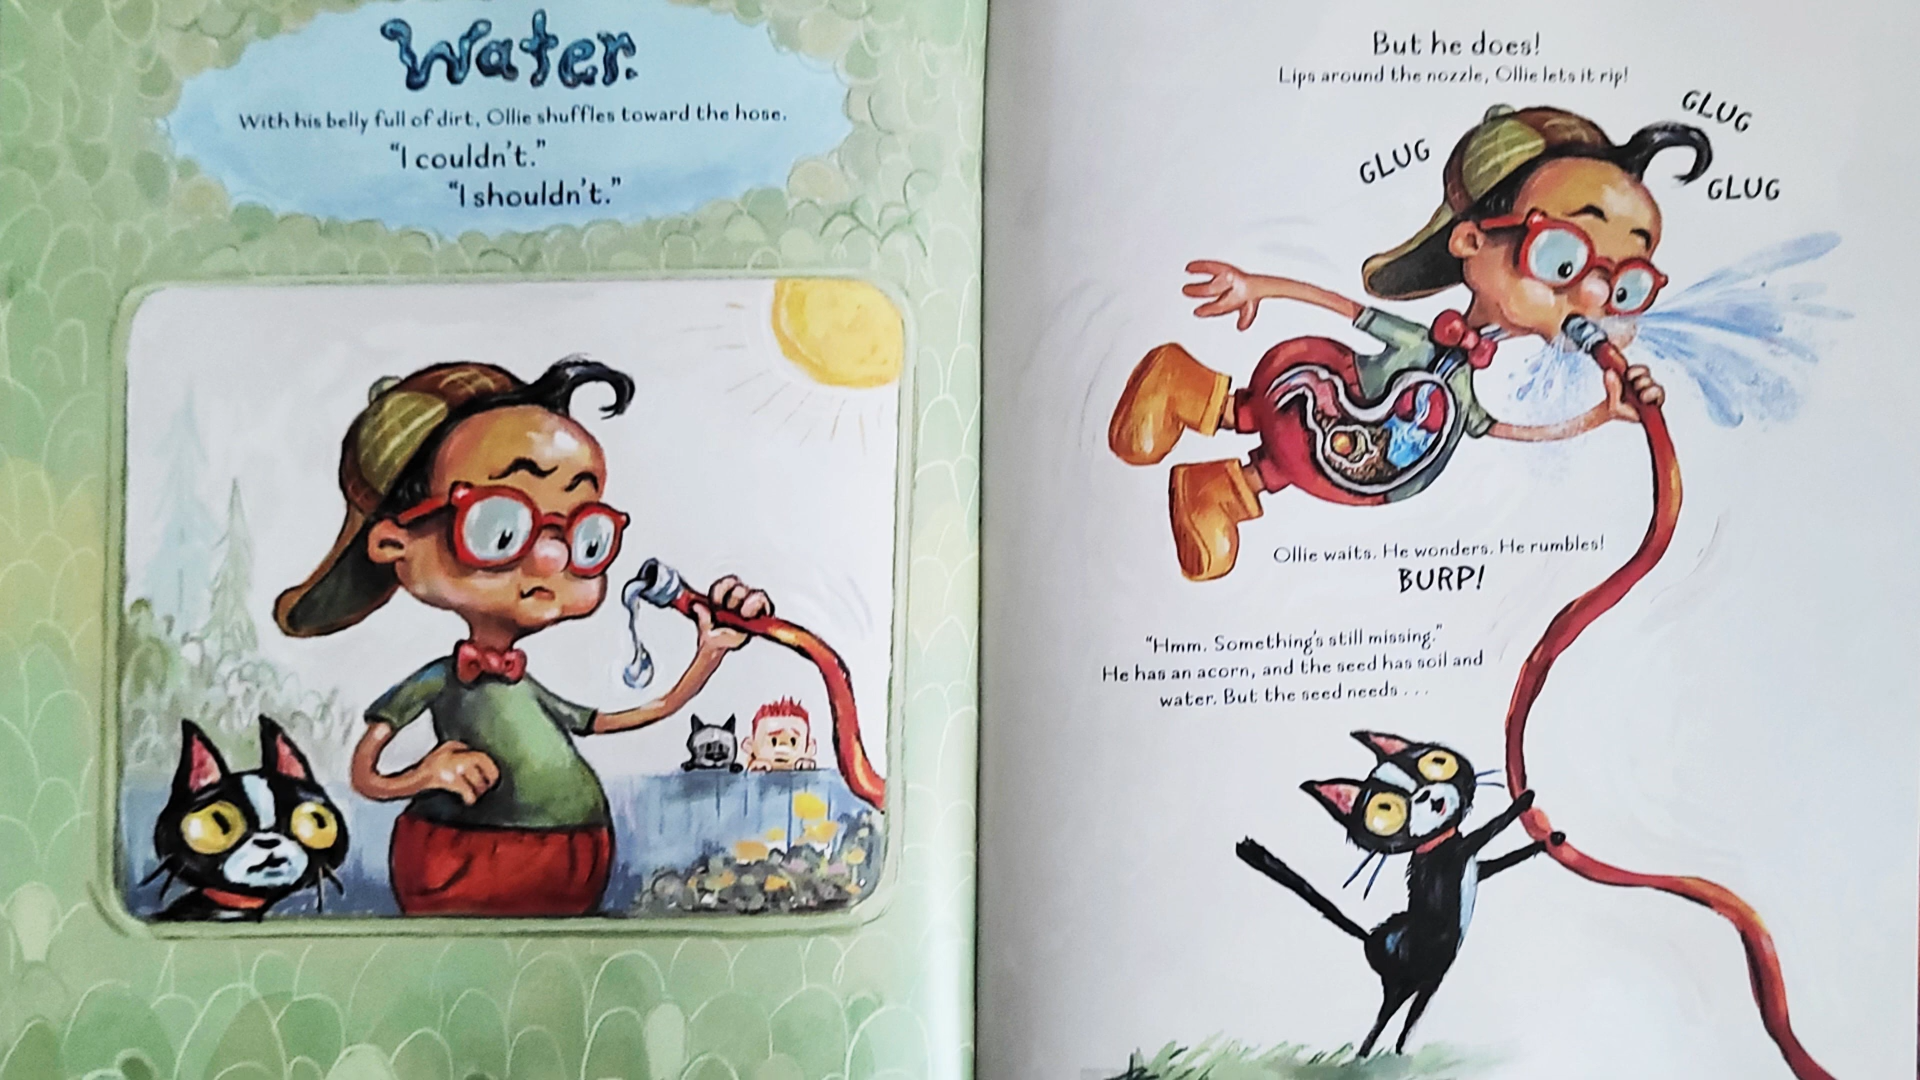 Water.
With his belly full of dirt, Ollie shuffles toward the hose.
"I couldn't."
"I shouldn't."
But he does!
Lips around the nozzle, Ollie lets it rip!
GLUG
GLUG
GLUG
Ollie waits. He wonders. He rumbles!
BURP!
"Hmm. Something's still missing."
He has an acorn, and the seed has soil and
water. But the seed needs . . .